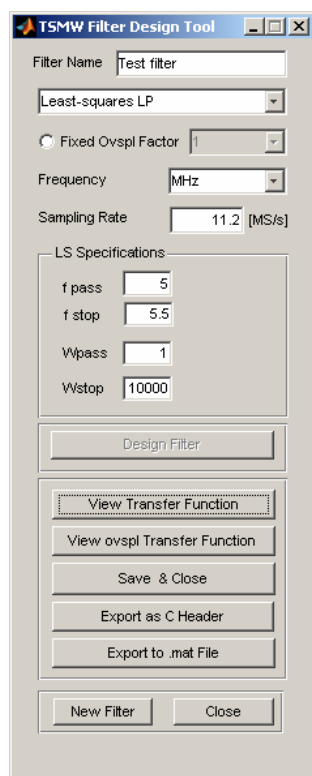 TSMW Filter Design Tool
Filter Name Test filter
Least-squares LP
Fixed Ovspl Factor 1
Frequency MHz
Sampling Rate 11.2 [MS/s]
LS Specifications
f pass 5
f stop 5.5
Wpass 1
Wstop 10000
Design Filter
View Transfer Function
View ovspl Transfer Function
Save & Close
Export as C Header
Export to .mat File
New Filter Close